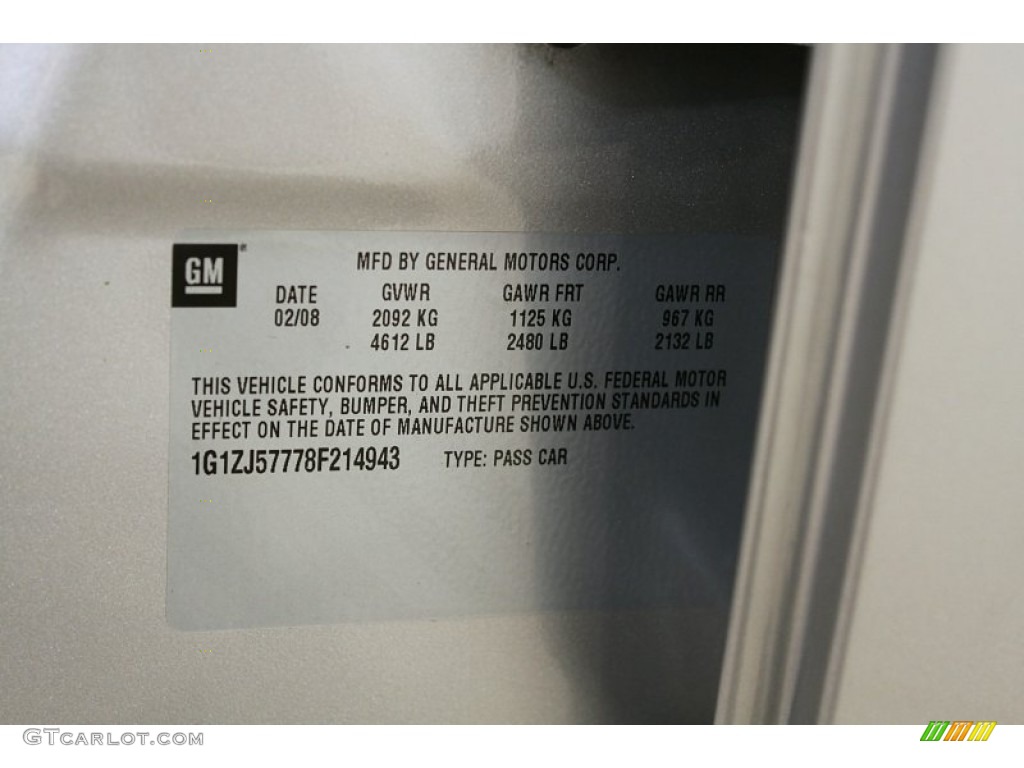 GM
MFD BY GENERAL MOTORS CORP.
DATE GVWR GAWR FRT GAWR RR
02/08 2092 KG 1125 KG 967 KG
4612 LB 2480 LB 2132 LB
THIS VEHICLE CONFORMS TO ALL APPLICABLE U.S. FEDERAL MOTOR
VEHICLE SAFETY, BUMPER, AND THEFT PREVENTION STANDARDS IN
EFFECT ON THE DATE OF MANUFACTURE SHOWN ABOVE.
1G1ZJ57778F214943 TYPE: PASS CAR
GTcarlot.com